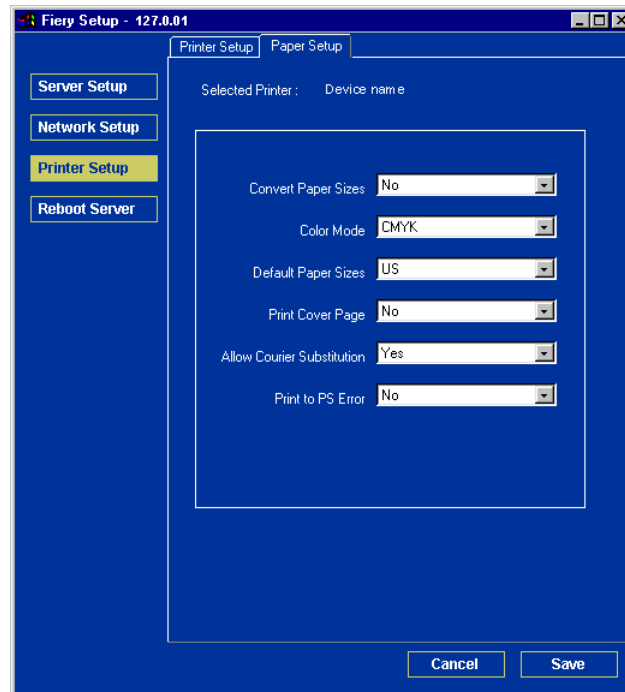 Fiery Setup - 127.0.01
Printer Setup Paper Setup
Server Setup
Network Setup
Printer Setup
Reboot Server
Selected Printer : Device name
Convert Paper Sizes No
Color Mode CMYK
Default Paper Sizes US
Print Cover Page No
Allow Courier Substitution Yes
Print to PS Error No
Cancel Save